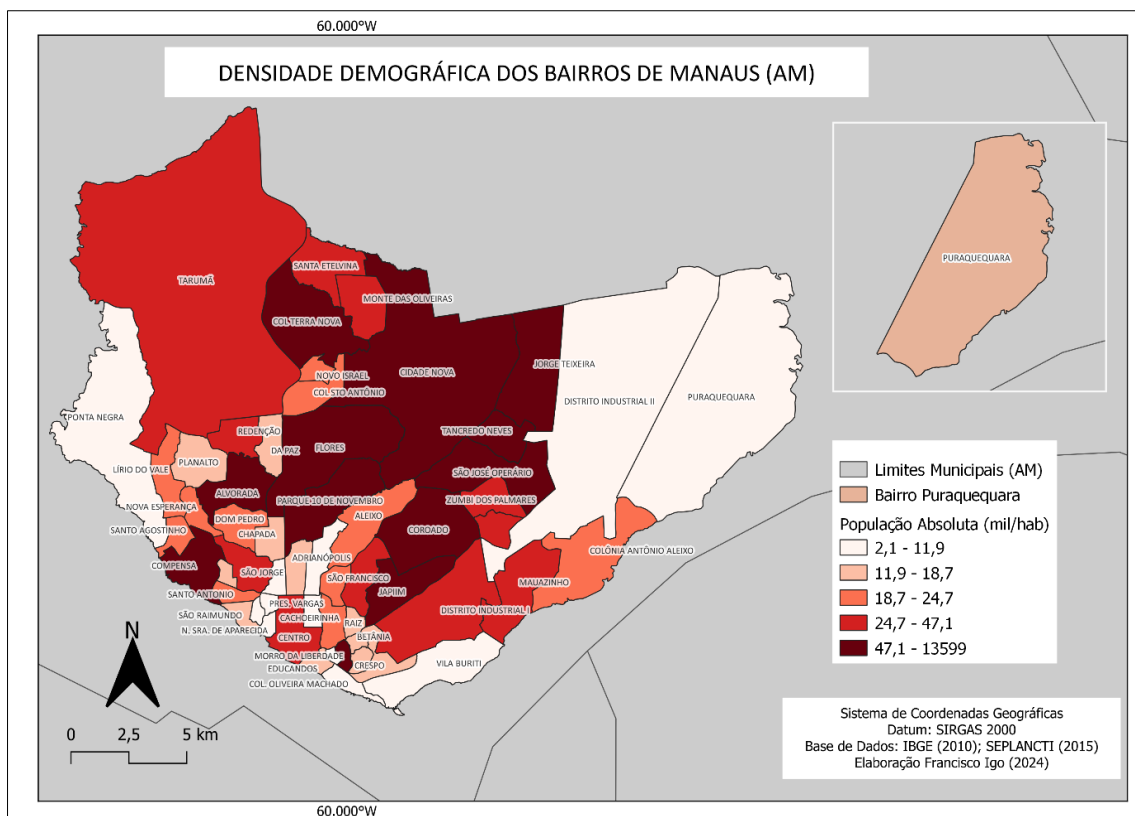 60.000°W
DENSIDADE DEMOGRÁFICA DOS BAIRROS DE MANAUS (AM)
PURAQUEQUARA
TARUMÃ
SANTA ETELVINA
MONTE DAS OLIVEIRAS
COL TERRA NOVA
JORGE TEIXEIRA
CIDADE NOVA
NOVO ISRAEL
COL STO ANTÔNIO
DISTRITO INDUSTRIAL II
PURAQUEQUARA
PONTA NEGRA
REDENÇÃO
TANCREDO NEVES
FLORES
DA PAZ
PLANALTO
LÍRIO DO VALE
SÃO JOSÉ OPERÁRIO
ALVORADA
PARQUE 10 DE NOVEMBRO
ZUMBI DOS PALMARES
NOVA ESPERANÇA
ALEIXO
DOM PEDRO
SANTO AGOSTINHO
CHAPADA
COROADO
COLÔNIA ANTÔNIO ALEIXO
ADRIANÓPOLIS
COMPENSA
SÃO JORGE
SÃO FRANCISCO
MAUAZINHO
JAPIIM
SANTO ANTONIO
PRES. VARGAS
DISTRITO INDUSTRIAL I
SÃO RAIMUNDO
CACHOEIRINHA
RAIZ
N. SRA. DE APARECIDA
CENTRO
BETÂNIA
MORRO DA LIBERDADE
CRESPO
VILA BURITI
EDUCANDOS
COL. OLIVEIRA MACHADO
Limites Municipais (AM)
Bairro Puraquequara
População Absoluta (mil/hab)
2,1 - 11,9
11,9 - 18,7
18,7 - 24,7
24,7 - 47,1
47,1 - 13599
N
0 2,5 5 km
Sistema de Coordenadas Geográficas
Datum: SIRGAS 2000
Base de Dados: IBGE (2010); SEPLANCTI (2015)
Elaboração Francisco Igo (2024)
60.000°W